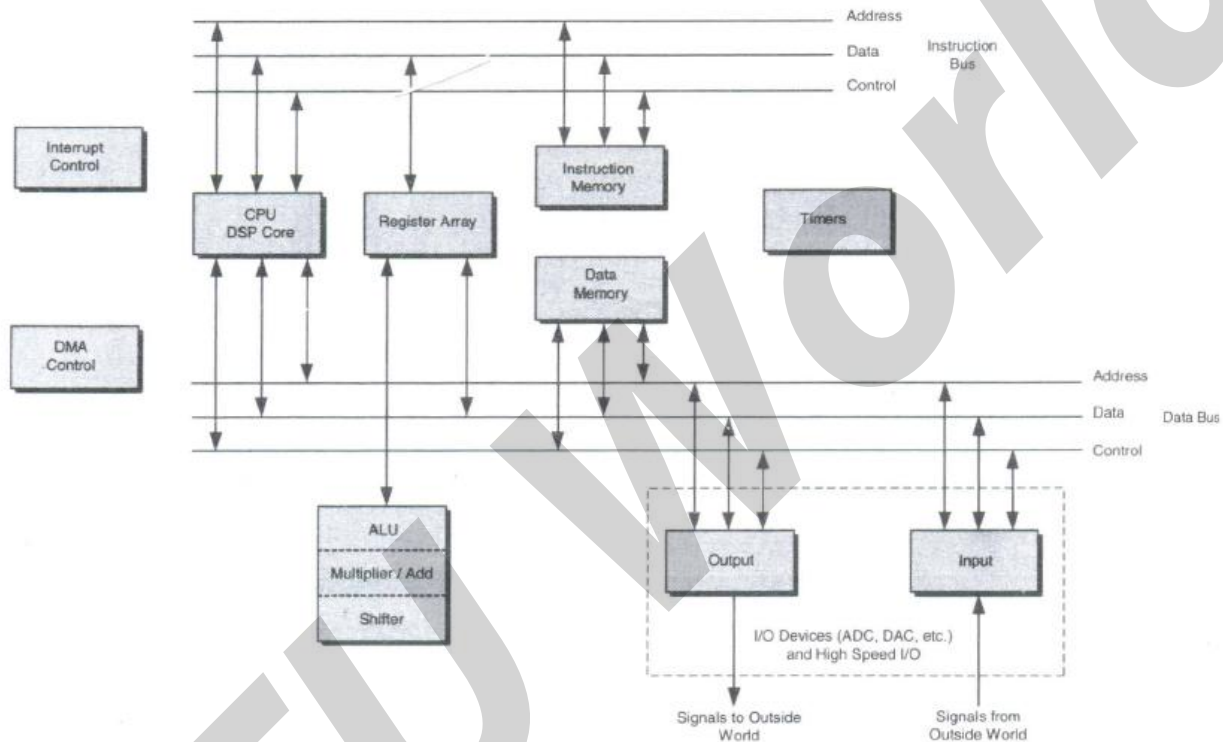 Address
Data
Instruction
Bus
Control
Interrupt
Control
Instruction
Memory
CPU
DSP Core
Register Array
Timers
Data
Memory
DMA
Control
Address
Data
Data Bus
Control
ALU
Multiplier / Add
Shifter
Output
Input
I/O Devices (ADC, DAC, etc.)
and High Speed I/O
Signals to Outside
World
Signals from
Outside World
TU World